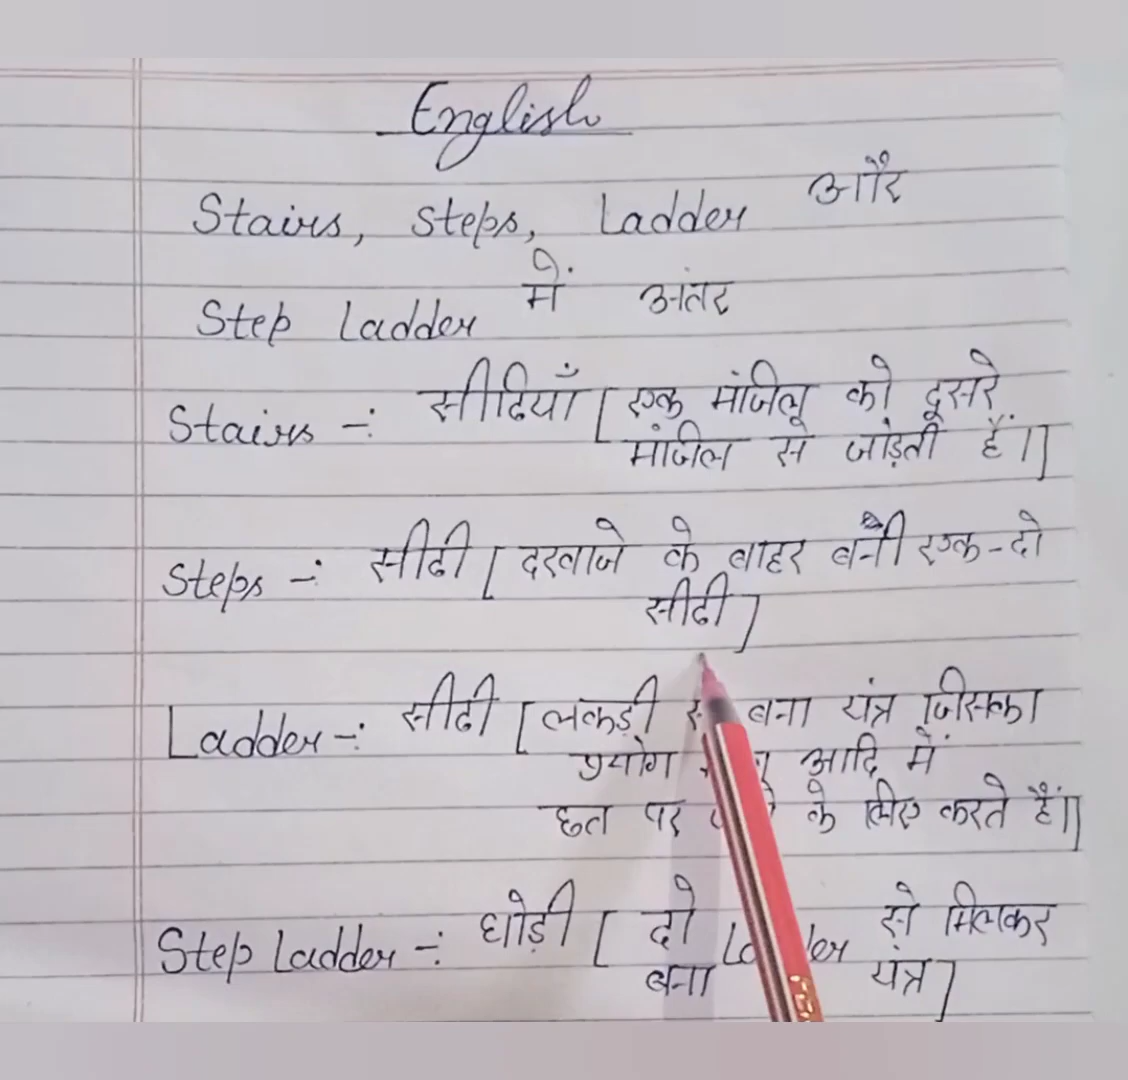 English
Stairs, Steps, Ladder और
Step Ladder में अंतर
Stairs -: सीढियाँ [ एक मंजिल को दूसरे
मंजिल से जोड़ती हैं।]
Steps -: सीढी [ दरवाजे के बाहर बनी एक-दो
सीढी ]
Ladder -: सीढी [ लकड़ी बना यंत्र जिसका
प्रयोग आदि में
छत पर के लिए करते हैं।]
Step Ladder -: घोड़ी [ दो से मिलकर
बना यंत्र ]